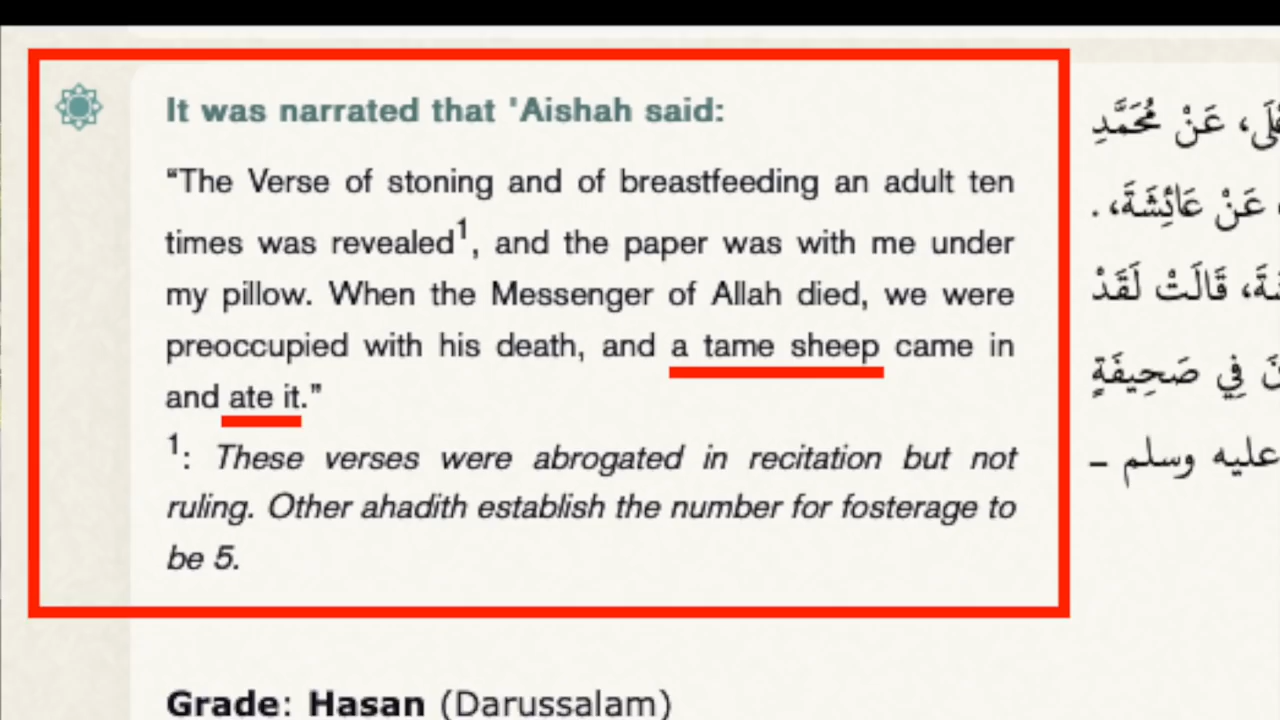 It was narrated that 'Aishah said:
“The Verse of stoning and of breastfeeding an adult ten
times was revealed1, and the paper was with me under
my pillow. When the Messenger of Allah died, we were
preoccupied with his death, and a tame sheep came in
and ate it.”
1: These verses were abrogated in recitation but not
ruling. Other ahadith establish the number for fosterage to
be 5.
Grade: Hasan (Darussalam)
عَنْ مُحَمَّدِ
عَنْ عَائِشَةَ، .
قَالَتْ لَقَدْ
فِي صَحِيفَةٍ
عليه وسلم ـ